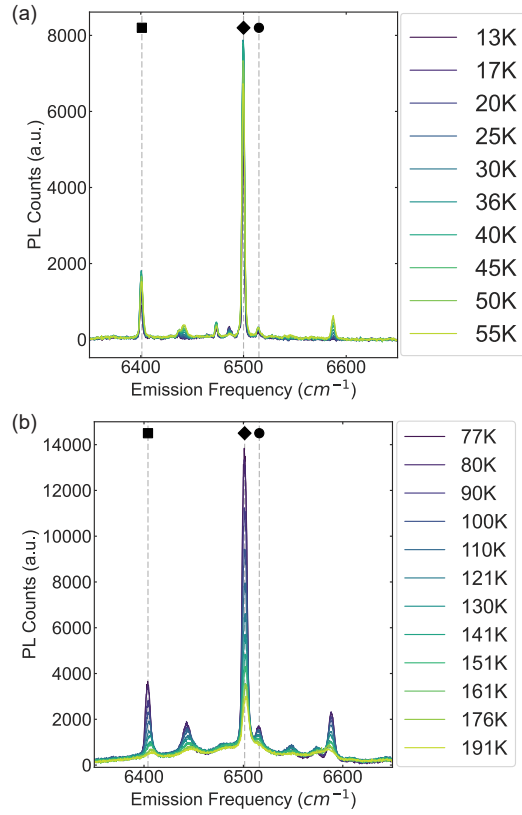 (a)
8000
6000
4000
2000
0
PL Counts (a.u.)
6400
6500
6600
Emission Frequency (cm⁻¹)
13K
17K
20K
25K
30K
36K
40K
45K
50K
55K
(b)
14000
12000
10000
8000
6000
4000
2000
0
PL Counts (a.u.)
6400
6500
6600
Emission Frequency (cm⁻¹)
77K
80K
90K
100K
110K
121K
130K
141K
151K
161K
176K
191K